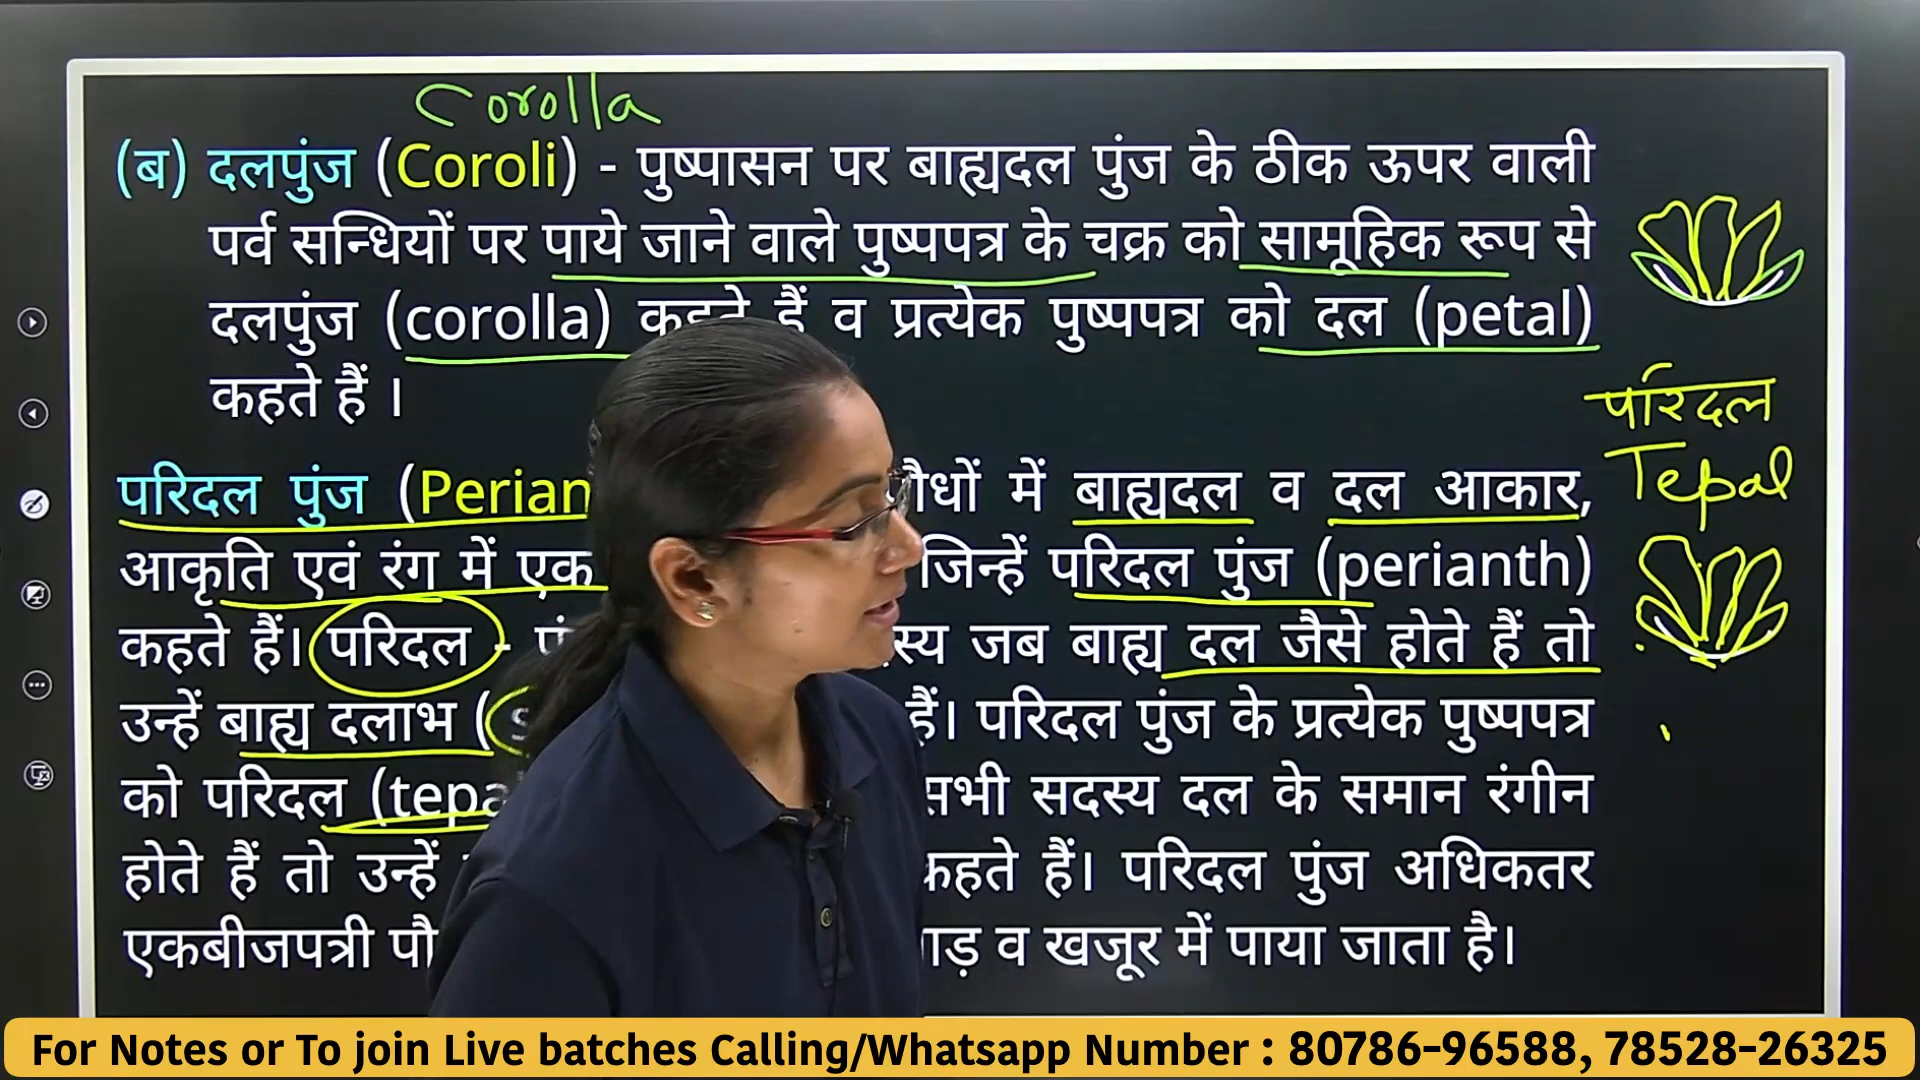 Corolla
(ब) दलपुंज (Coroli) - पुष्पासन पर बाह्यदल पुंज के ठीक ऊपर वाली
पर्व सन्धियों पर पाये जाने वाले पुष्पपत्र के चक्र को सामूहिक रूप से
दलपुंज (corolla) कहते हैं व प्रत्येक पुष्पपत्र को दल (petal)
कहते हैं ।
परिदल
Tepal
परिदल पुंज (Perian में बाह्यदल व दल आकार,
आकृति एवं रंग में एक जिन्हें परिदल पुंज (perianth)
कहते हैं। परिदल - जब बाह्य दल जैसे होते हैं तो
उन्हें बाह्य दलाभ ( हैं। परिदल पुंज के प्रत्येक पुष्पपत्र
को परिदल (tepa सभी सदस्य दल के समान रंगीन
होते हैं तो उन्हें कहते हैं। परिदल पुंज अधिकतर
एकबीजपत्री पौ व खजूर में पाया जाता है।
For Notes or To join Live batches Calling/Whatsapp Number : 80786-96588, 78528-26325